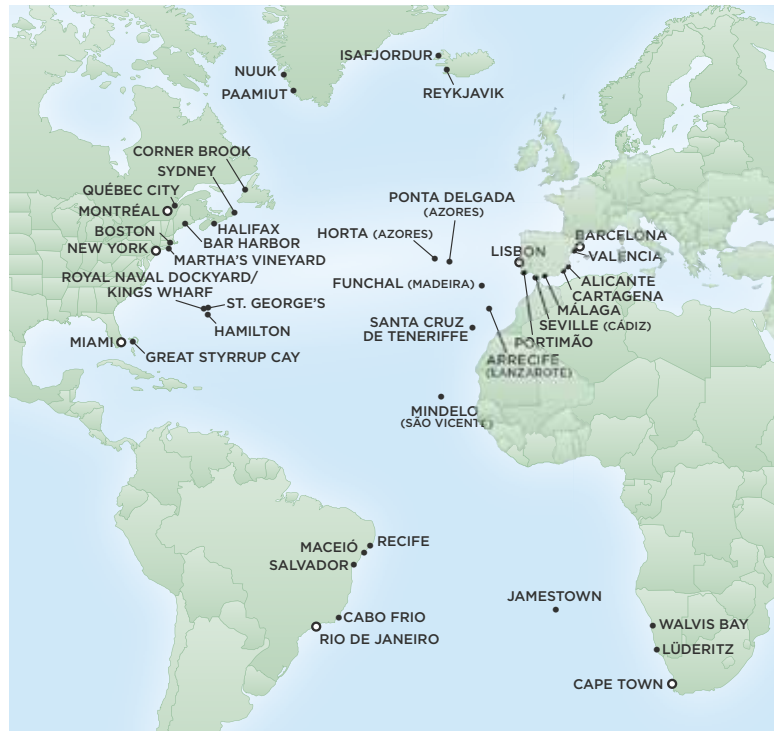 ISAFJORDUR
NUUK
REYKJAVIK
PAAMIUT
CORNER BROOK
SYDNEY
QUÉBEC CITY
MONTRÉAL
HALIFAX
BOSTON
BAR HARBOR
NEW YORK
MARTHA'S VINEYARD
ROYAL NAVAL DOCKYARD/
KINGS WHARF
ST. GEORGE'S
HAMILTON
MIAMI
GREAT STYRRUP CAY
PONTA DELGADA
(AZORES)
HORTA (AZORES)
LISBON
BARCELONA
VALENCIA
FUNCHAL (MADEIRA)
ALICANTE
CARTAGENA
MÁLAGA
SEVILLE (CÁDIZ)
PORTIMÃO
SANTA CRUZ
DE TENERIFFE
ARRECIFE
(LANZAROTE)
MINDELO
(SÃO VICENTE)
RECIFE
MACEIÓ
SALVADOR
CABO FRIO
RIO DE JANEIRO
JAMESTOWN
WALVIS BAY
LÜDERITZ
CAPE TOWN